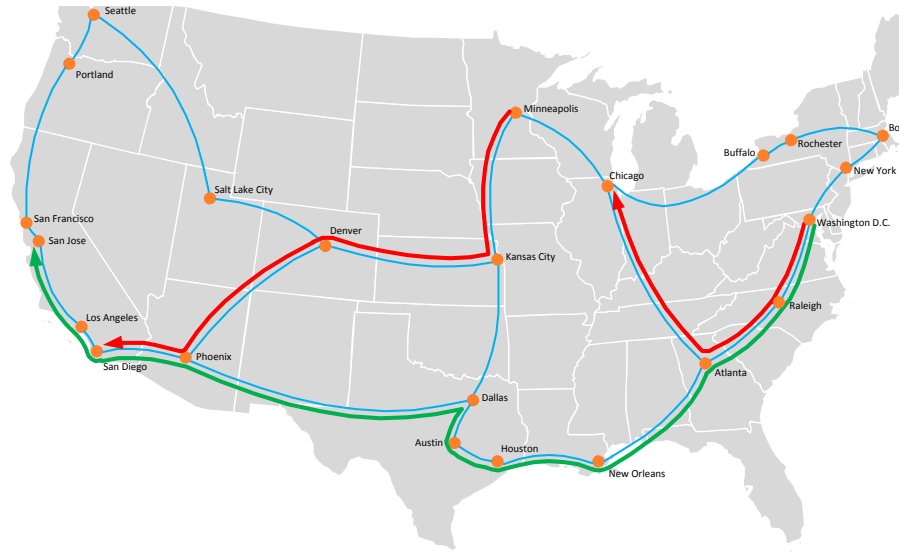 Seattle
Portland
Minneapolis
Bo
Buffalo
Rochester
New York
Chicago
Salt Lake City
San Francisco
Washington D.C.
Denver
San Jose
Kansas City
Raleigh
Los Angeles
Phoenix
San Diego
Atlanta
Dallas
Austin
Houston
New Orleans